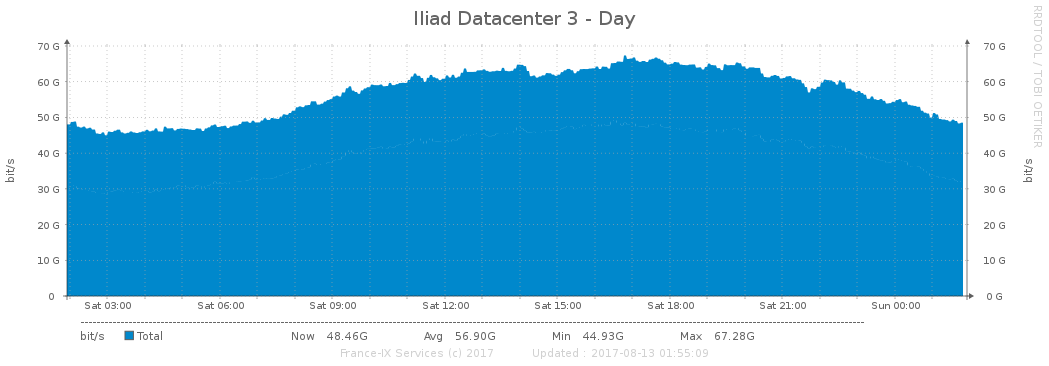 Iliad Datacenter 3 - Day
RRDTOOL / TOBI OETIKER
70 G 70 G
60 G 60 G
50 G 50 G
40 G 40 G
30 G 30 G
20 G 20 G
10 G 10 G
0 0 G
bit/s bit/s
Sat 03:00 Sat 06:00 Sat 09:00 Sat 12:00 Sat 15:00 Sat 18:00 Sat 21:00 Sun 00:00
bit/s Total Now 48.46G Avg 56.90G Min 44.93G Max 67.28G
France-IX Services (c) 2017 Updated : 2017-08-13 01:55:09